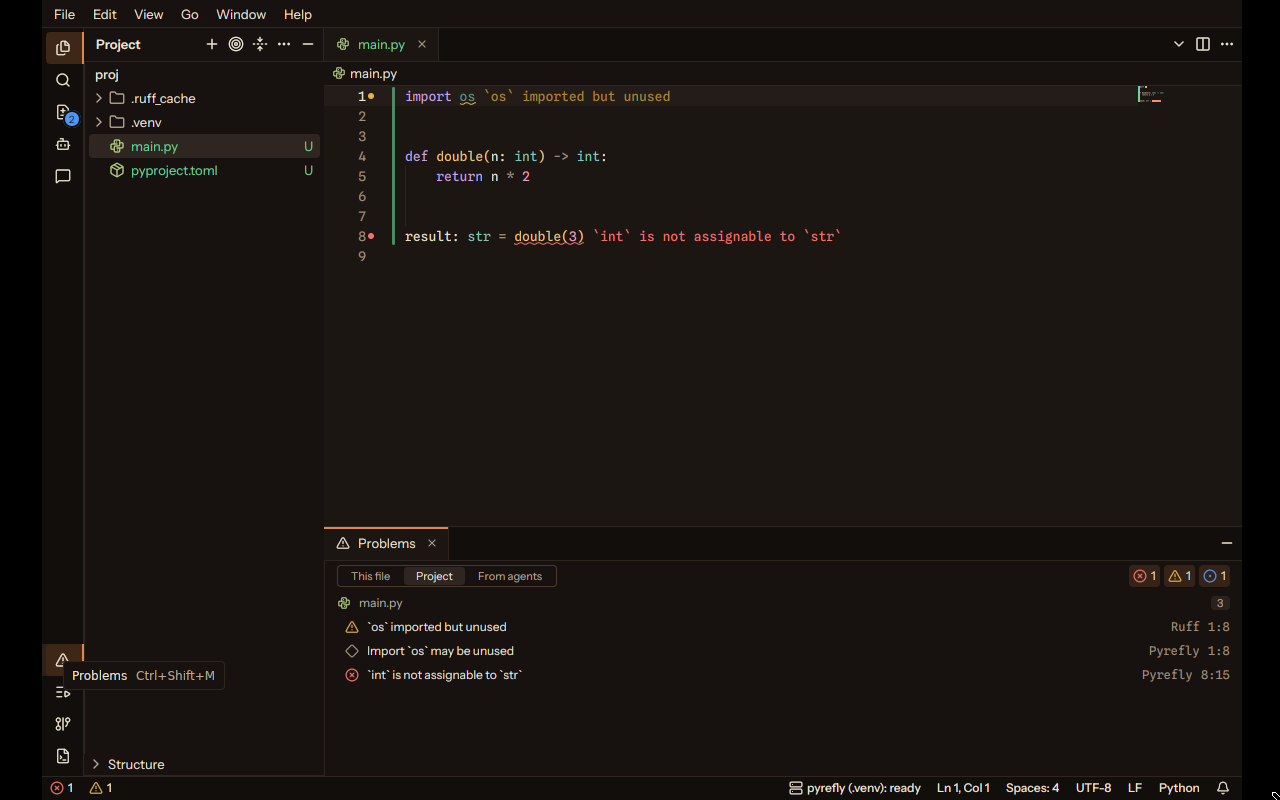 File Edit View Go Window Help
Project
main.py
proj
main.py
.ruff_cache
.venv
main.py U
pyproject.toml U
2
1 import os `os` imported but unused
2
3
4 def double(n: int) -> int:
5 return n * 2
6
7
8 result: str = double(3) `int` is not assignable to `str`
9
Problems
This file Project From agents 1 1 1
main.py 3
`os` imported but unused Ruff 1:8
Import `os` may be unused Pyrefly 1:8
`int` is not assignable to `str` Pyrefly 8:15
Problems Ctrl+Shift+M
Structure
1 1 pyrefly (.venv): ready Ln 1, Col 1 Spaces: 4 UTF-8 LF Python